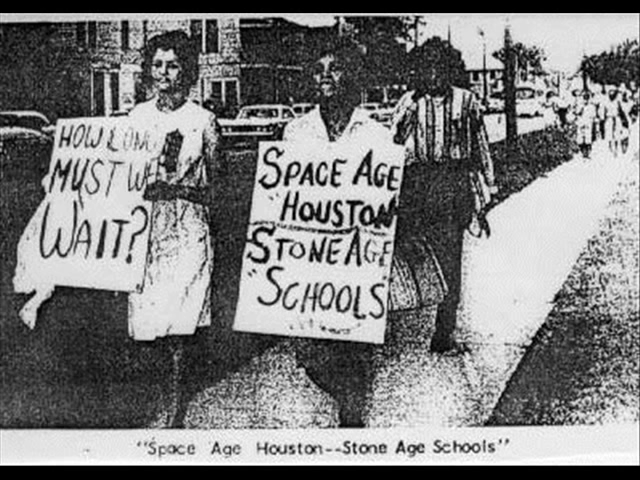 HOW LONG
MUST WE
WAIT?
SPACE AGE
HOUSTON
STONE AGE
SCHOOLS
"Space Age Houston--Stone Age Schools"